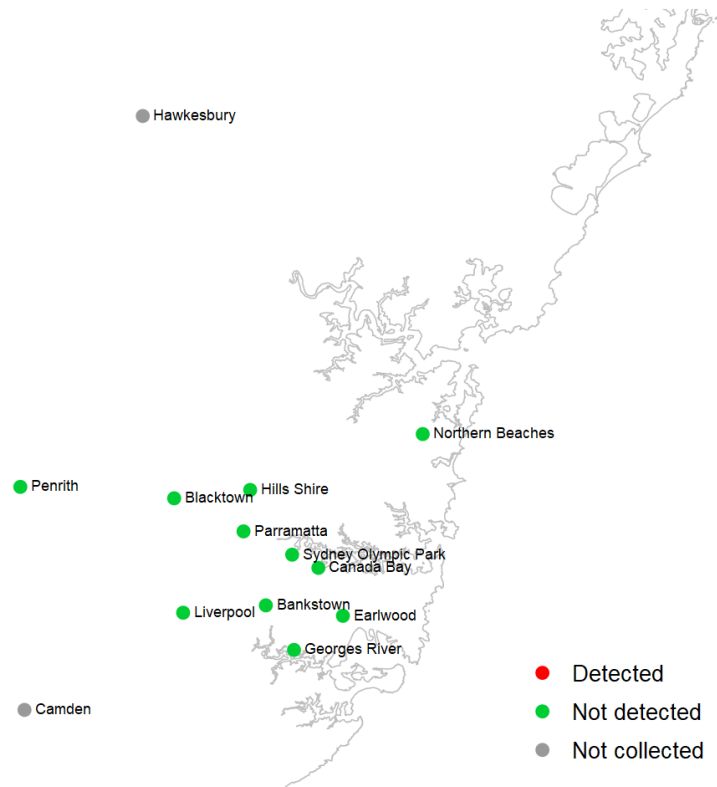 Hawkesbury
Northern Beaches
Penrith
Hills Shire
Blacktown
Parramatta
Sydney Olympic Park
Canada Bay
Bankstown
Liverpool
Earlwood
Georges River
Detected
Camden
Not detected
Not collected